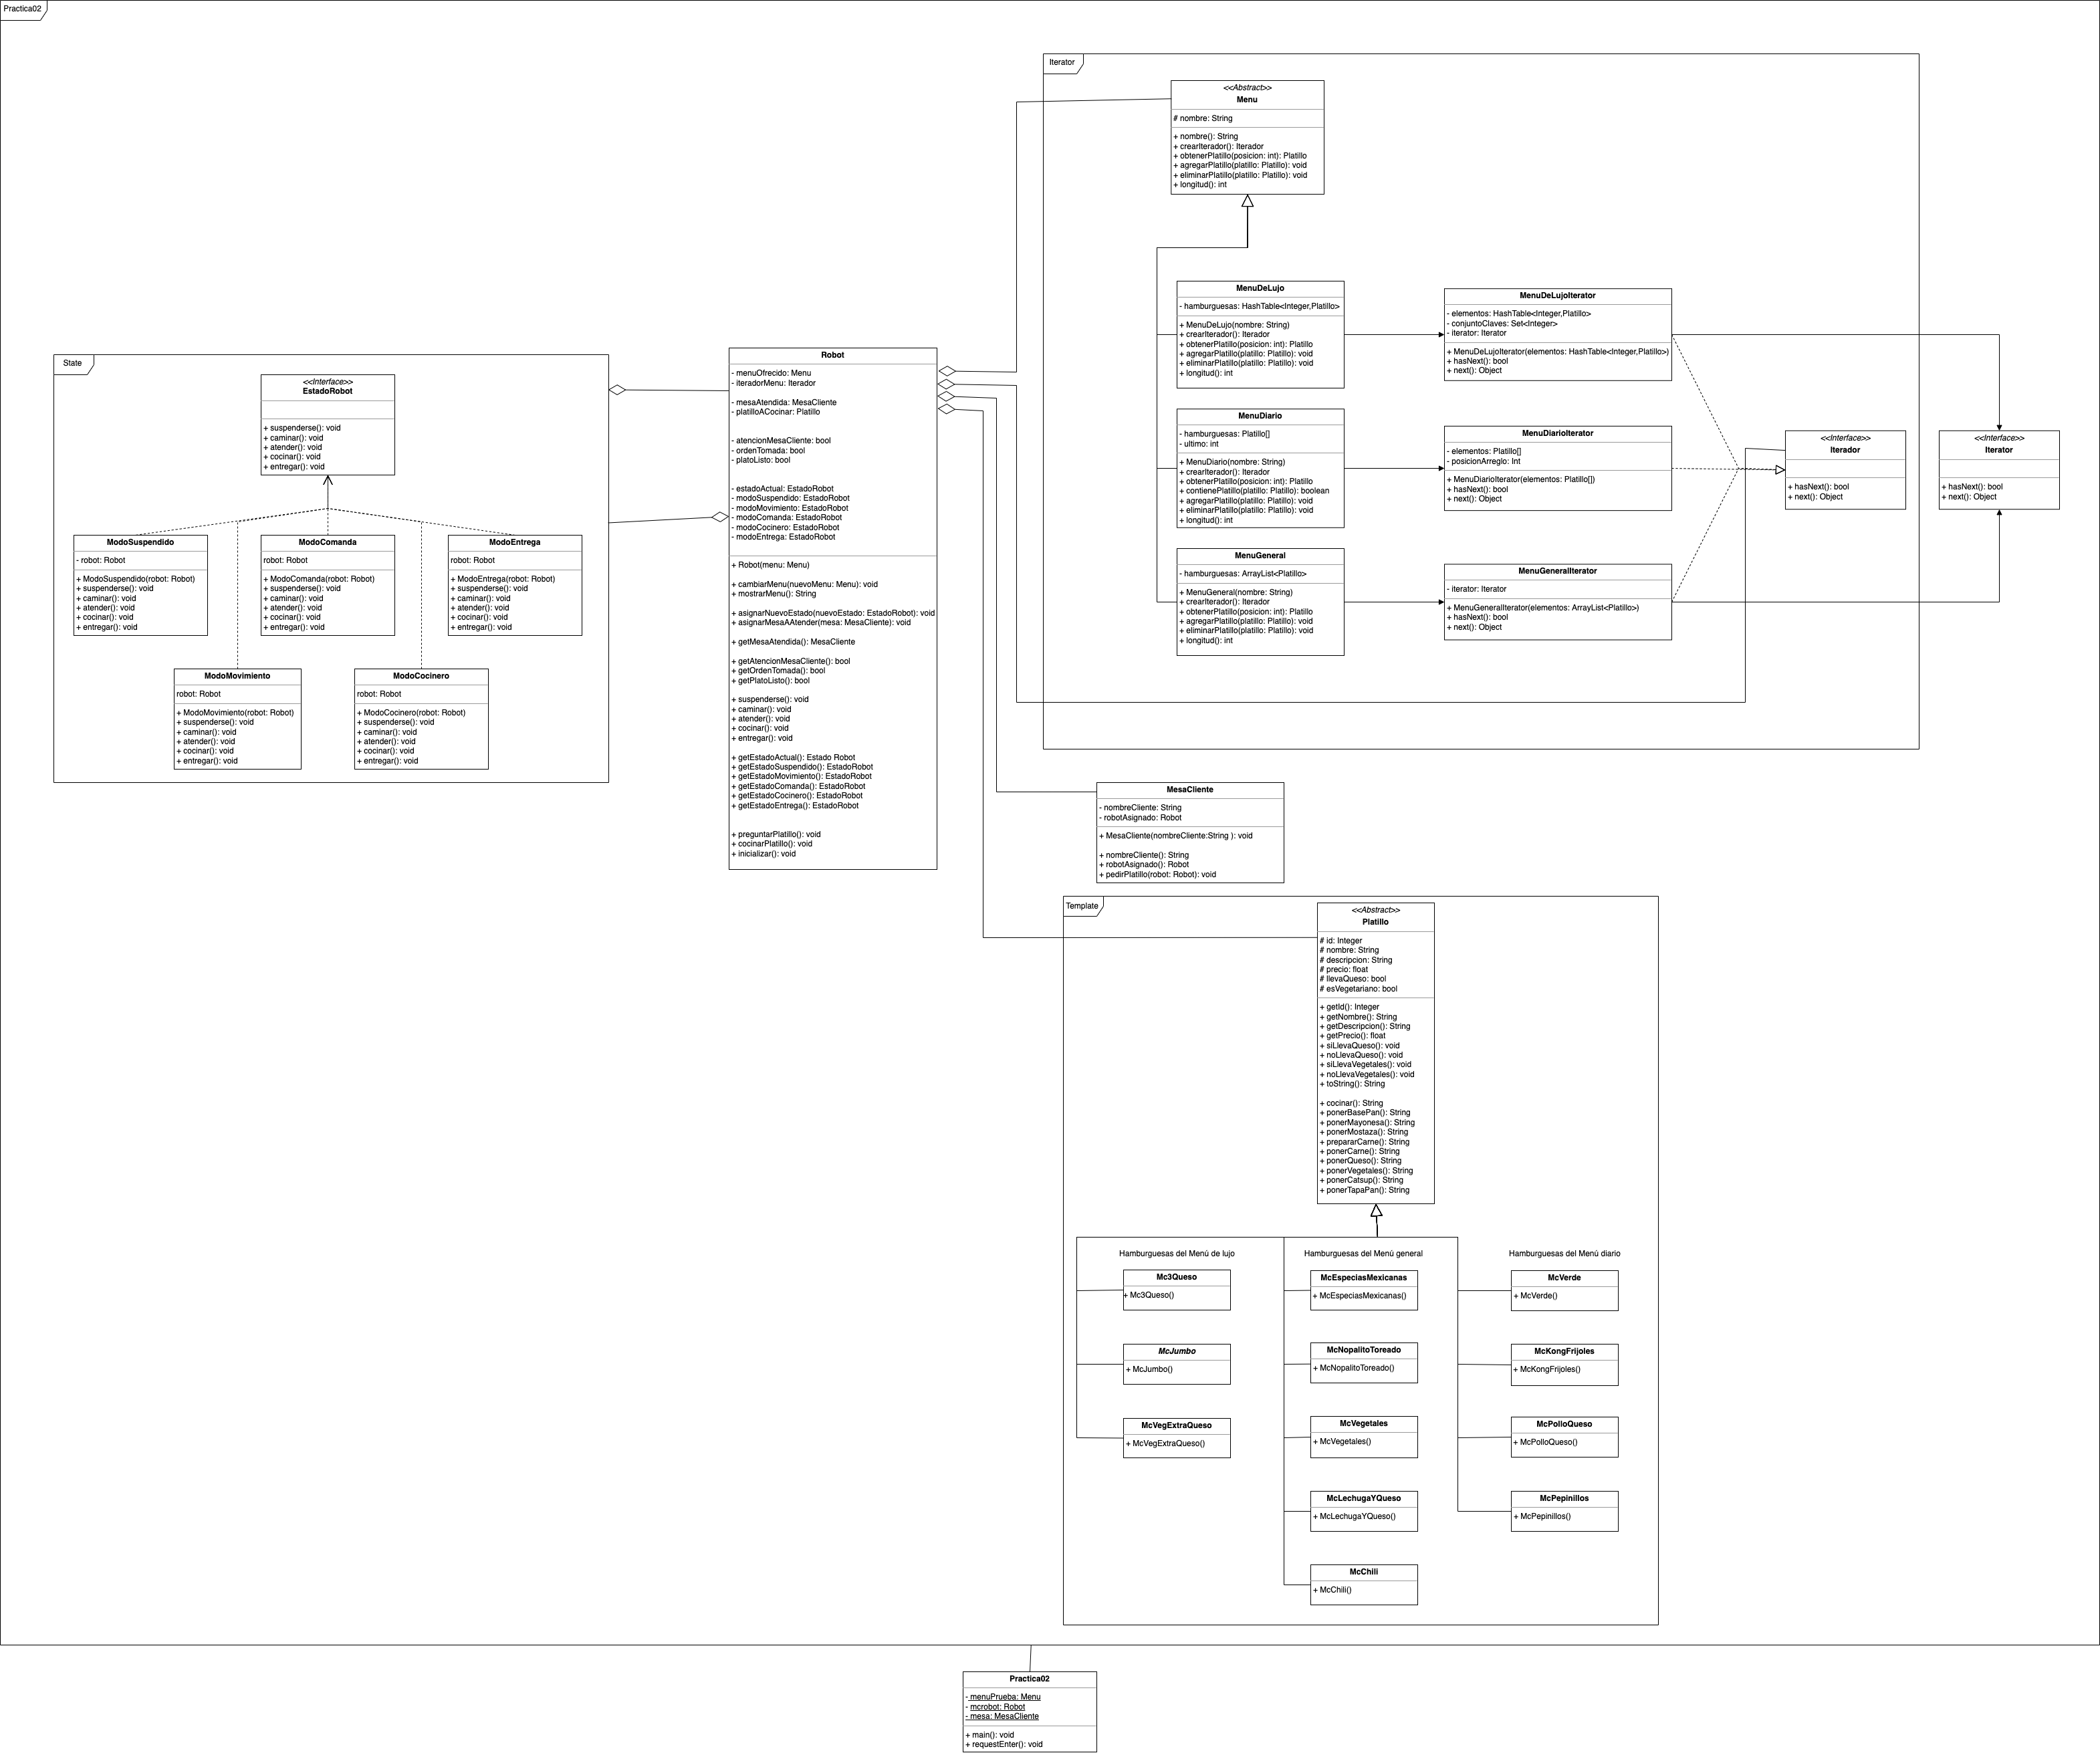 Practica02
Iterator
<<Abstract>>
Menu
# nombre: String
+ nombre(): String
+ crearIterador(): Iterador
+ obtenerPlatillo(posicion: int): Platillo
+ agregarPlatillo(platillo: Platillo): void
+ eliminarPlatillo(platillo: Platillo): void
+ longitud(): int
MenuDeLujo
- hamburguesas: HashTable<Integer,Platillo>
+ MenuDeLujo(nombre: String)
+ crearIterador(): Iterador
+ obtenerPlatillo(posicion: int): Platillo
+ agregarPlatillo(platillo: Platillo): void
+ eliminarPlatillo(platillo: Platillo): void
+ longitud(): int
MenuDeLujoIterator
- elementos: HashTable<Integer,Platillo>
- conjuntoClaves: Set<Integer>
- iterator: Iterator
+ MenuDeLujoIterator(elementos: HashTable<Integer,Platillo>)
+ hasNext(): bool
+ next(): Object
MenuDiario
- hamburguesas: Platillo[]
- ultimo: int
+ MenuDiario(nombre: String)
+ crearIterador(): Iterador
+ obtenerPlatillo(posicion: int): Platillo
+ contienePlatillo(platillo: Platillo): boolean
+ agregarPlatillo(platillo: Platillo): void
+ eliminarPlatillo(platillo: Platillo): void
+ longitud(): int
MenuDiarioIterator
- elementos: Platillo[]
- posicionArreglo: Int
+ MenuDiarioIterator(elementos: Platillo[])
+ hasNext(): bool
+ next(): Object
<<Interface>>
Iterador
+ hasNext(): bool
+ next(): Object
<<Interface>>
Iterator
+ hasNext(): bool
+ next(): Object
MenuGeneral
- hamburguesas: ArrayList<Platillo>
+ MenuGeneral(nombre: String)
+ crearIterador(): Iterador
+ obtenerPlatillo(posicion: int): Platillo
+ agregarPlatillo(platillo: Platillo): void
+ eliminarPlatillo(platillo: Platillo): void
+ longitud(): int
MenuGeneralIterator
- iterator: Iterator
+ MenuGeneralIterator(elementos: ArrayList<Platillo>)
+ hasNext(): bool
+ next(): Object
State
<<Interface>>
EstadoRobot
+ suspenderse(): void
+ caminar(): void
+ atender(): void
+ cocinar(): void
+ entregar(): void
ModoSuspendido
- robot: Robot
+ ModoSuspendido(robot: Robot)
+ suspenderse(): void
+ caminar(): void
+ atender(): void
+ cocinar(): void
+ entregar(): void
ModoComanda
robot: Robot
+ ModoComanda(robot: Robot)
+ suspenderse(): void
+ caminar(): void
+ atender(): void
+ cocinar(): void
+ entregar(): void
ModoEntrega
robot: Robot
+ ModoEntrega(robot: Robot)
+ suspenderse(): void
+ caminar(): void
+ atender(): void
+ cocinar(): void
+ entregar(): void
ModoMovimiento
robot: Robot
+ ModoMovimiento(robot: Robot)
+ suspenderse(): void
+ caminar(): void
+ atender(): void
+ cocinar(): void
+ entregar(): void
ModoCocinero
robot: Robot
+ ModoCocinero(robot: Robot)
+ suspenderse(): void
+ caminar(): void
+ atender(): void
+ cocinar(): void
+ entregar(): void
Robot
- menuOfrecido: Menu
- iteradorMenu: Iterador
- mesaAtendida: MesaCliente
- platilloACocinar: Platillo
- atencionMesaCliente: bool
- ordenTomada: bool
- platoListo: bool
- estadoActual: EstadoRobot
- modoSuspendido: EstadoRobot
- modoMovimiento: EstadoRobot
- modoComanda: EstadoRobot
- modoCocinero: EstadoRobot
- modoEntrega: EstadoRobot
+ Robot(menu: Menu)
+ cambiarMenu(nuevoMenu: Menu): void
+ mostrarMenu(): String
+ asignarNuevoEstado(nuevoEstado: EstadoRobot): void
+ asignarMesaAAtender(mesa: MesaCliente): void
+ getMesaAtendida(): MesaCliente
+ getAtencionMesaCliente(): bool
+ getOrdenTomada(): bool
+ getPlatoListo(): bool
+ suspenderse(): void
+ caminar(): void
+ atender(): void
+ cocinar(): void
+ entregar(): void
+ getEstadoActual(): Estado Robot
+ getEstadoSuspendido(): EstadoRobot
+ getEstadoMovimiento(): EstadoRobot
+ getEstadoComanda(): EstadoRobot
+ getEstadoCocinero(): EstadoRobot
+ getEstadoEntrega(): EstadoRobot
+ preguntarPlatillo(): void
+ cocinarPlatillo(): void
+ inicializar(): void
MesaCliente
- nombreCliente: String
- robotAsignado: Robot
+ MesaCliente(nombreCliente:String ): void
+ nombreCliente(): String
+ robotAsignado(): Robot
+ pedirPlatillo(robot: Robot): void
Template
<<Abstract>>
Platillo
# id: Integer
# nombre: String
# descripcion: String
# precio: float
# llevaQueso: bool
# esVegetariano: bool
+ getId(): Integer
+ getNombre(): String
+ getDescripcion(): String
+ getPrecio(): float
+ siLlevaQueso(): void
+ noLlevaQueso(): void
+ siLlevaVegetales(): void
+ noLlevaVegetales(): void
+ toString(): String
+ cocinar(): String
+ ponerBasePan(): String
+ ponerMayonesa(): String
+ ponerMostaza(): String
+ prepararCarne(): String
+ ponerCarne(): String
+ ponerQueso(): String
+ ponerVegetales(): String
+ ponerCatsup(): String
+ ponerTapaPan(): String
Hamburguesas del Menú de lujo
Mc3Queso
+ Mc3Queso()
McJumbo
+ McJumbo()
McVegExtraQueso
+ McVegExtraQueso()
Hamburguesas del Menú general
McEspeciasMexicanas
+ McEspeciasMexicanas()
McNopalitoToreado
+ McNopalitoToreado()
McVegetales
+ McVegetales()
McLechugaYQueso
+ McLechugaYQueso()
McChili
+ McChili()
Hamburguesas del Menú diario
McVerde
+ McVerde()
McKongFrijoles
+ McKongFrijoles()
McPolloQueso
+ McPolloQueso()
McPepinillos
+ McPepinillos()
Practica02
- menuPrueba: Menu
- mcrobot: Robot
- mesa: MesaCliente
+ main(): void
+ requestEnter(): void